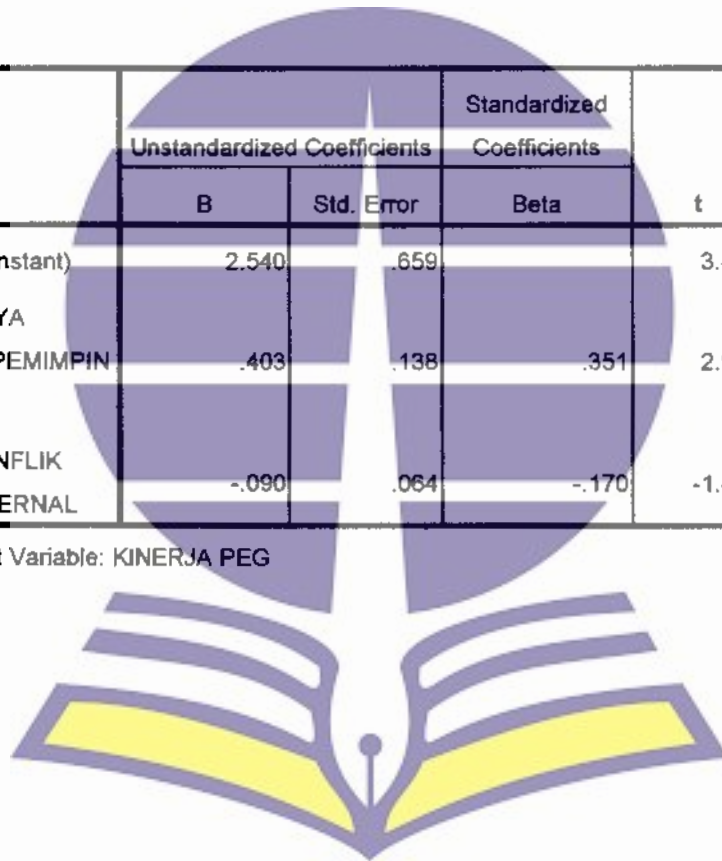 Standardized
Unstandardized Coefficients Coefficients
B Std. Error Beta t
nstant) 2.540 .659 3.
YA
PEMIMPIN .403 .138 .351 2.
NFLIK
ERNAL -.090 .064 -.170 -1.
t Variable: KINERJA PEG